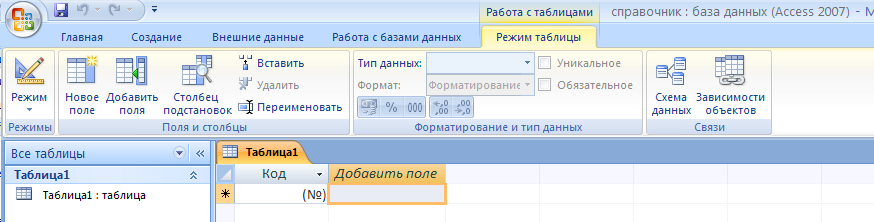 Работа с таблицами
справочник : база данных (Access 2007) - M
Главная Создание Внешние данные Работа с базами данных Режим таблицы
Режим
Новое поле
Добавить поля
Столбец подстановок
Вставить
Удалить
Переименовать
Тип данных:
Формат: Форматирование
% 000
,00
,00
Уникальное
Обязательное
Схема данных
Зависимости объектов
Режимы Поля и столбцы Форматирование и тип данных Связи
Все таблицы
Таблица1
Таблица1 : таблица
Таблица1
Код Добавить поле
* (№)